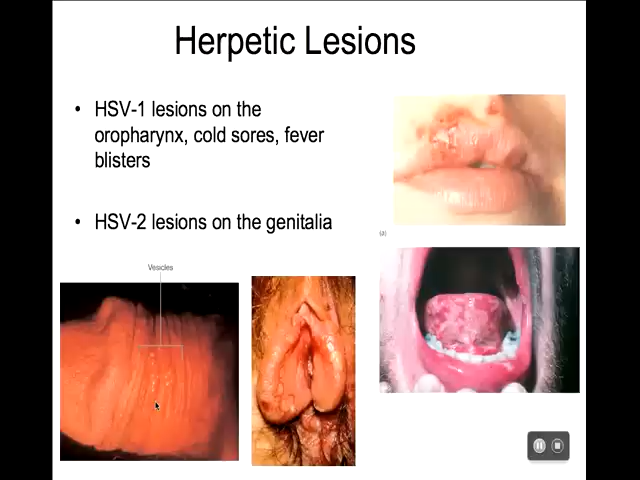 Herpetic Lesions
• HSV-1 lesions on the
oropharynx, cold sores, fever
blisters
• HSV-2 lesions on the genitalia
(a)
Vesicles